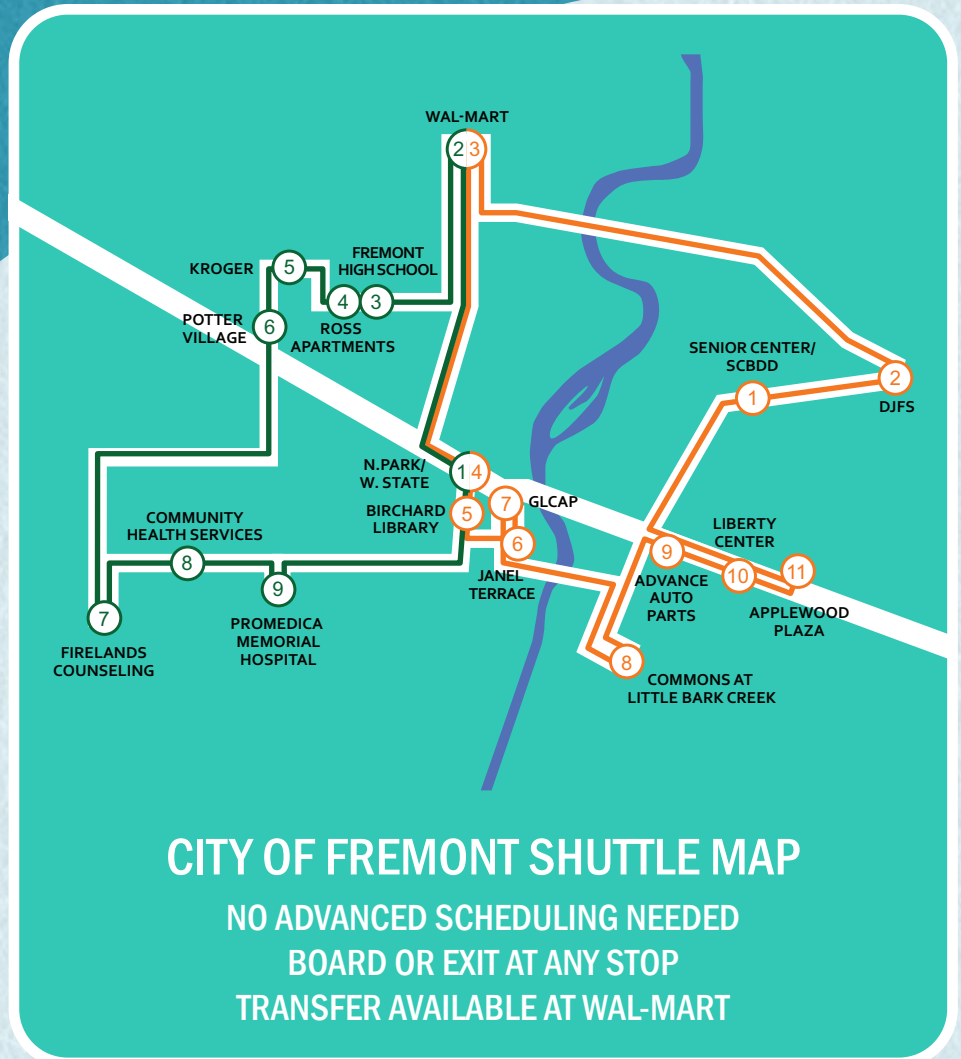 WAL-MART
2 3
FREMONT
HIGH SCHOOL
KROGER
5
4 3
ROSS
APARTMENTS
POTTER
VILLAGE
6
SENIOR CENTER/
SCBDD
1
2
DJFS
N.PARK/
W. STATE
1 4
BIRCHARD
LIBRARY
5
7
GLCAP
6
JANEL
TERRACE
COMMUNITY
HEALTH SERVICES
8
9
PROMEDICA
MEMORIAL
HOSPITAL
7
FIRELANDS
COUNSELING
LIBERTY
CENTER
9
ADVANCE
AUTO
PARTS
10
11
APPLEWOOD
PLAZA
8
COMMONS AT
LITTLE BARK CREEK
CITY OF FREMONT SHUTTLE MAP
NO ADVANCED SCHEDULING NEEDED
BOARD OR EXIT AT ANY STOP
TRANSFER AVAILABLE AT WAL-MART